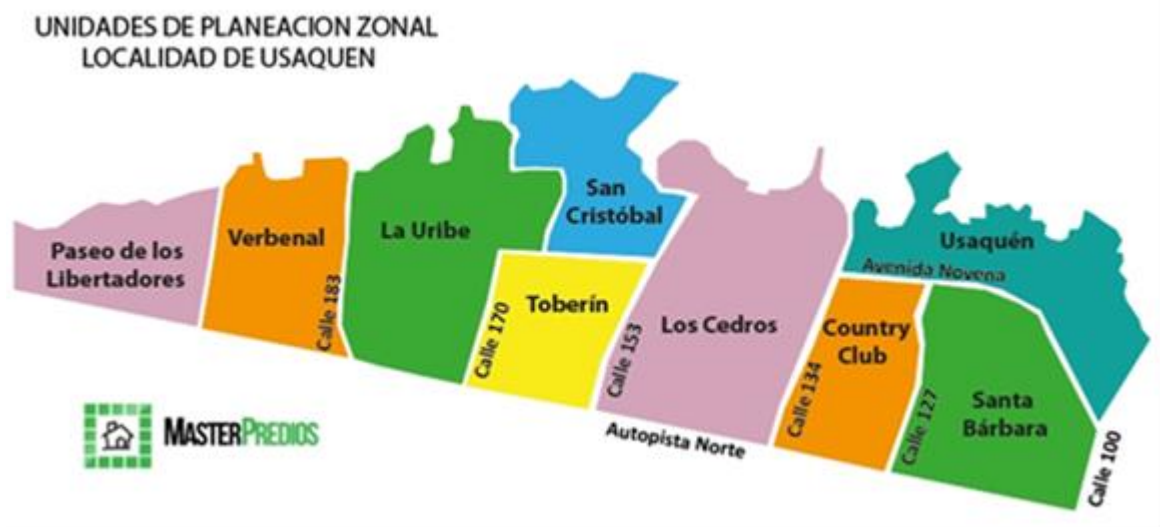 UNIDADES DE PLANEACION ZONAL
LOCALIDAD DE USAQUEN
Paseo de los
Libertadores
Verbenal
Calle 183
La Uribe
San
Cristóbal
Calle 170
Toberín
Calle 153
Los Cedros
Usaquén
Avenida Novena
Country
Club
Calle 134
Calle 127
Santa
Bárbara
Calle 100
Autopista Norte
MASTERPREDIOS